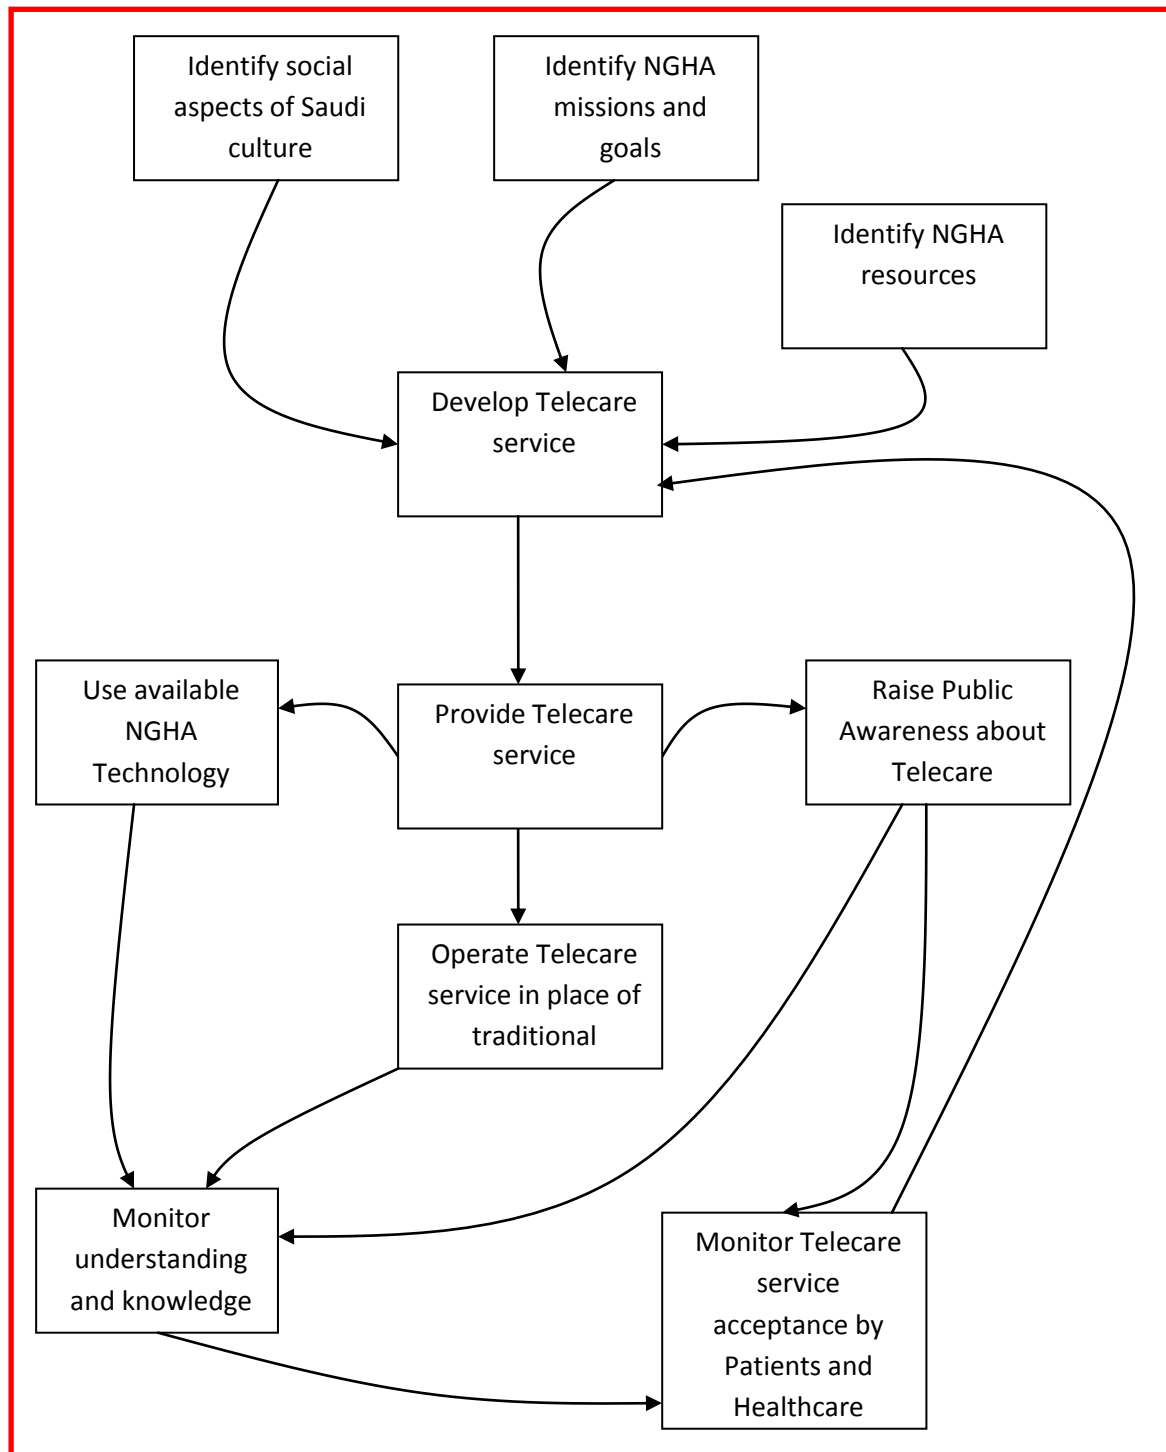 Identify social
aspects of Saudi
culture
Identify NGHA
missions and
goals
Identify NGHA
resources
Develop Telecare
service
Use available
NGHA
Technology
Provide Telecare
service
Raise Public
Awareness about
Telecare
Operate Telecare
service in place of
traditional
Monitor
understanding
and knowledge
Monitor Telecare
service
acceptance by
Patients and
Healthcare